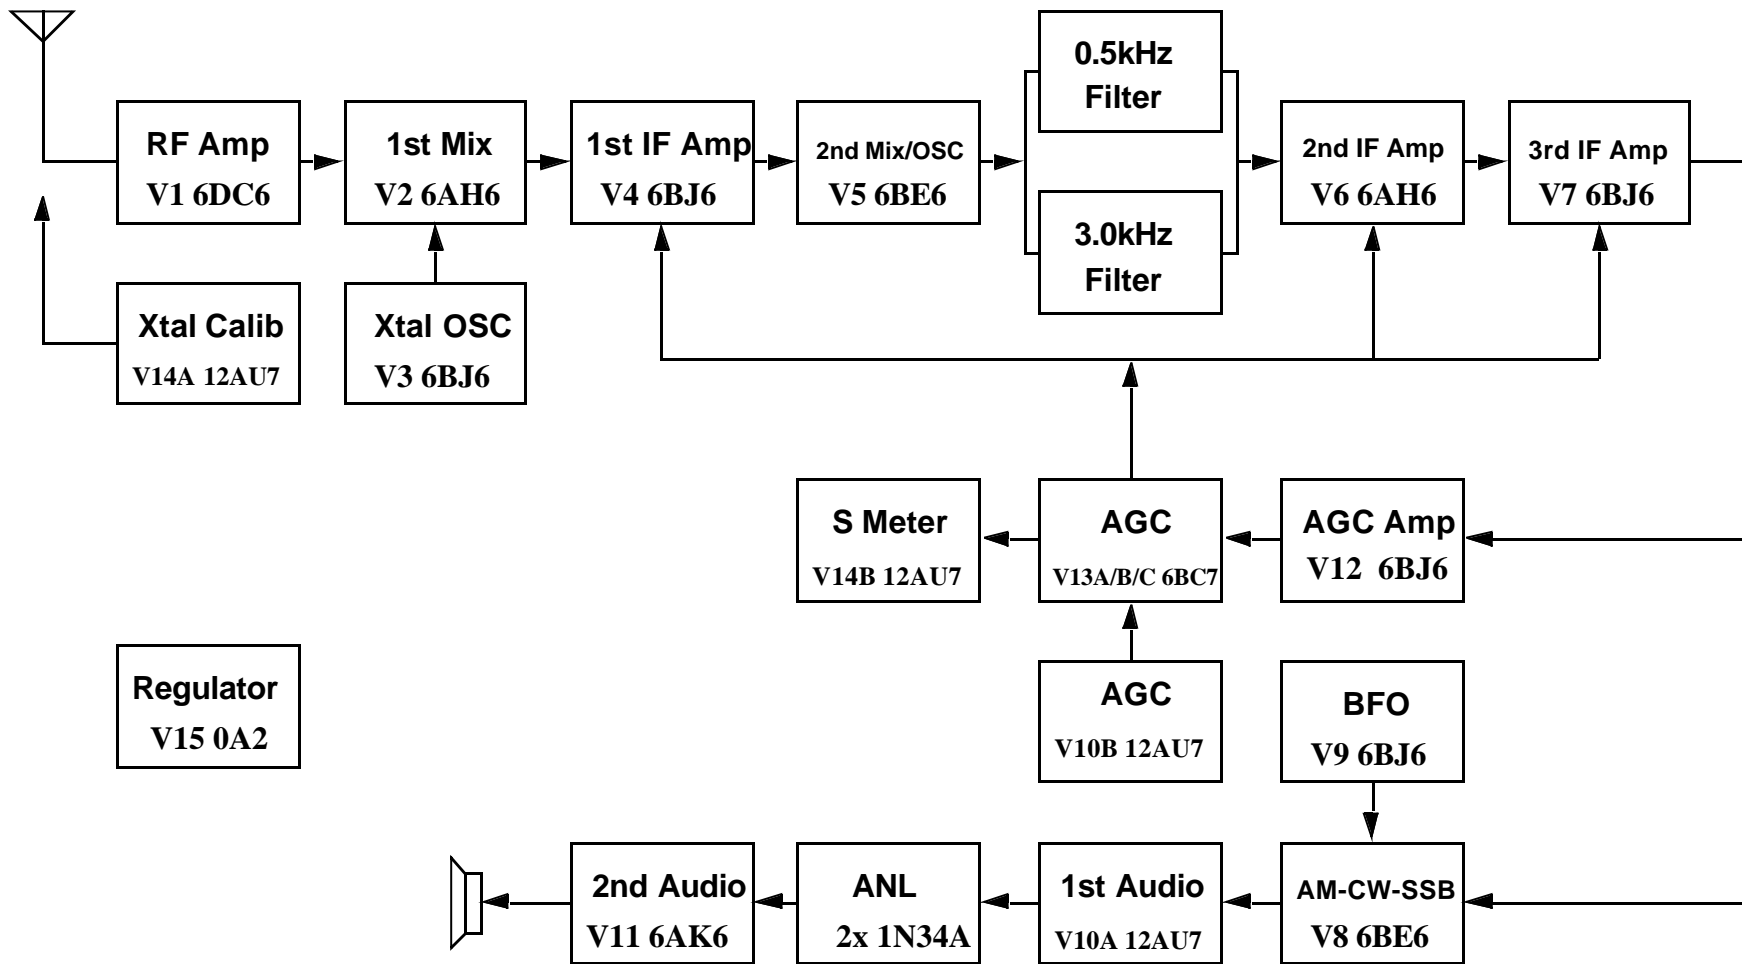 0.5kHz
Filter
RF Amp
V1 6DC6
1st Mix
V2 6AH6
1st IF Amp
V4 6BJ6
2nd Mix/OSC
V5 6BE6
2nd IF Amp
V6 6AH6
3rd IF Amp
V7 6BJ6
3.0kHz
Filter
Xtal Calib
V14A 12AU7
Xtal OSC
V3 6BJ6
S Meter
V14B 12AU7
AGC
V13A/B/C 6BC7
AGC Amp
V12 6BJ6
Regulator
V15 0A2
AGC
V10B 12AU7
BFO
V9 6BJ6
2nd Audio
V11 6AK6
ANL
2x 1N34A
1st Audio
V10A 12AU7
AM-CW-SSB
V8 6BE6